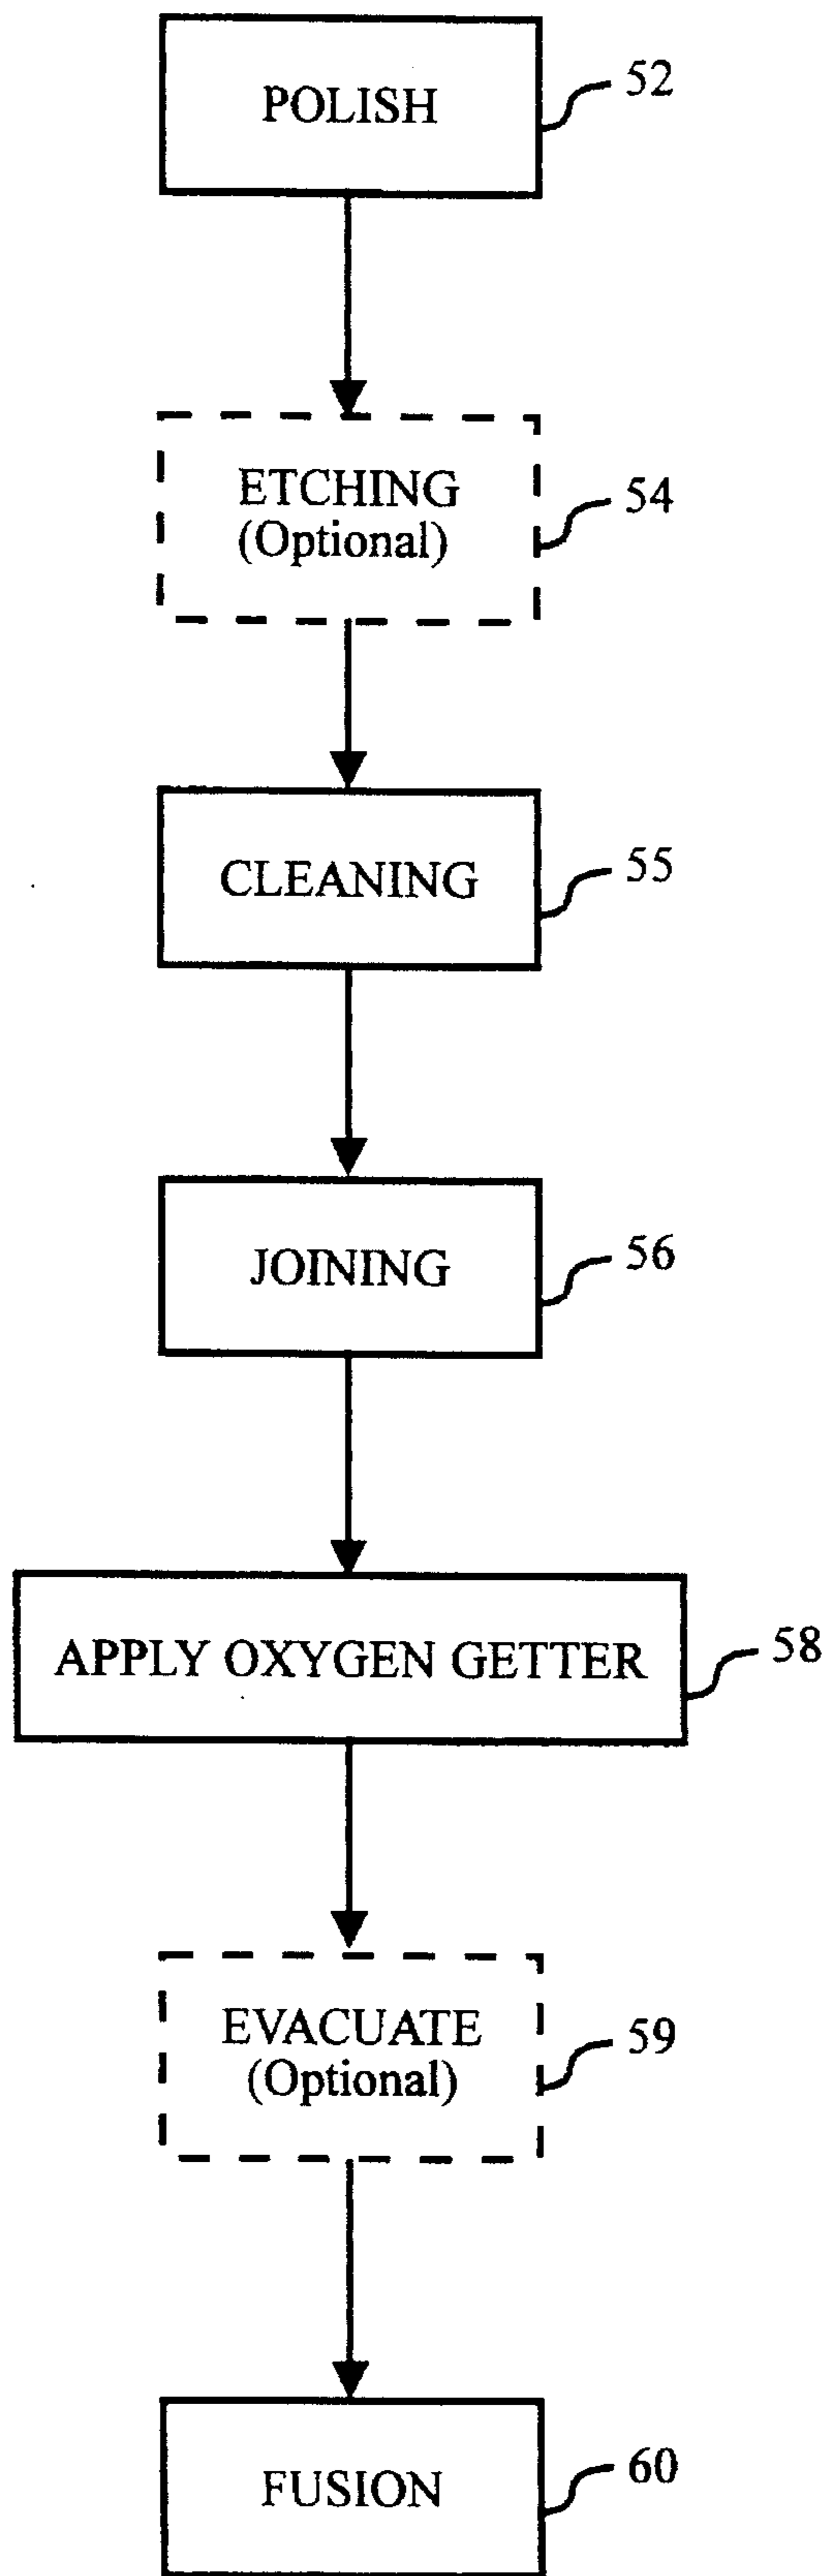 POLISH
52
ETCHING
(Optional)
54
CLEANING
55
JOINING
56
APPLY OXYGEN GETTER
58
EVACUATE
(Optional)
59
FUSION
60